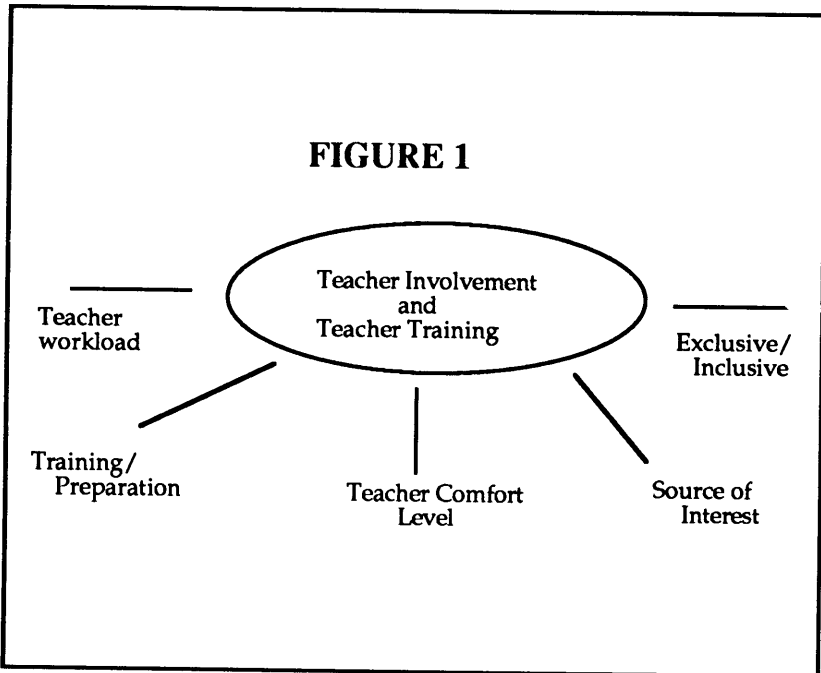 FIGURE 1
Teacher Involvement
and
Teacher Training
Teacher
workload
Exclusive/
Inclusive
Training/
Preparation
Teacher Comfort
Level
Source of
Interest